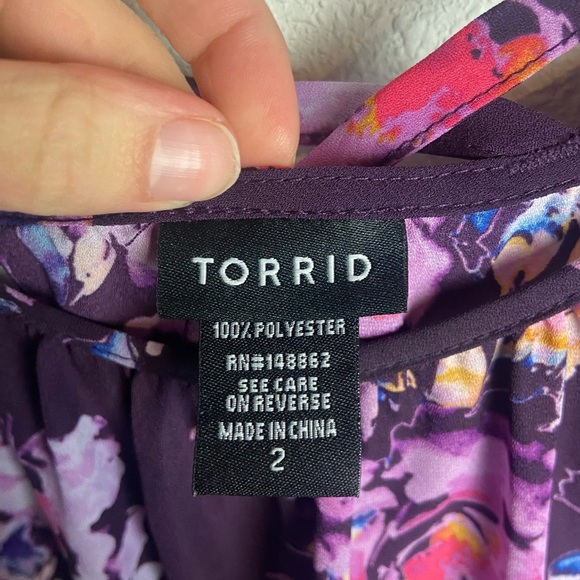 TORRID
100% POLYESTER
RN#148862
SEE CARE
ON REVERSE
MADE IN CHINA
2